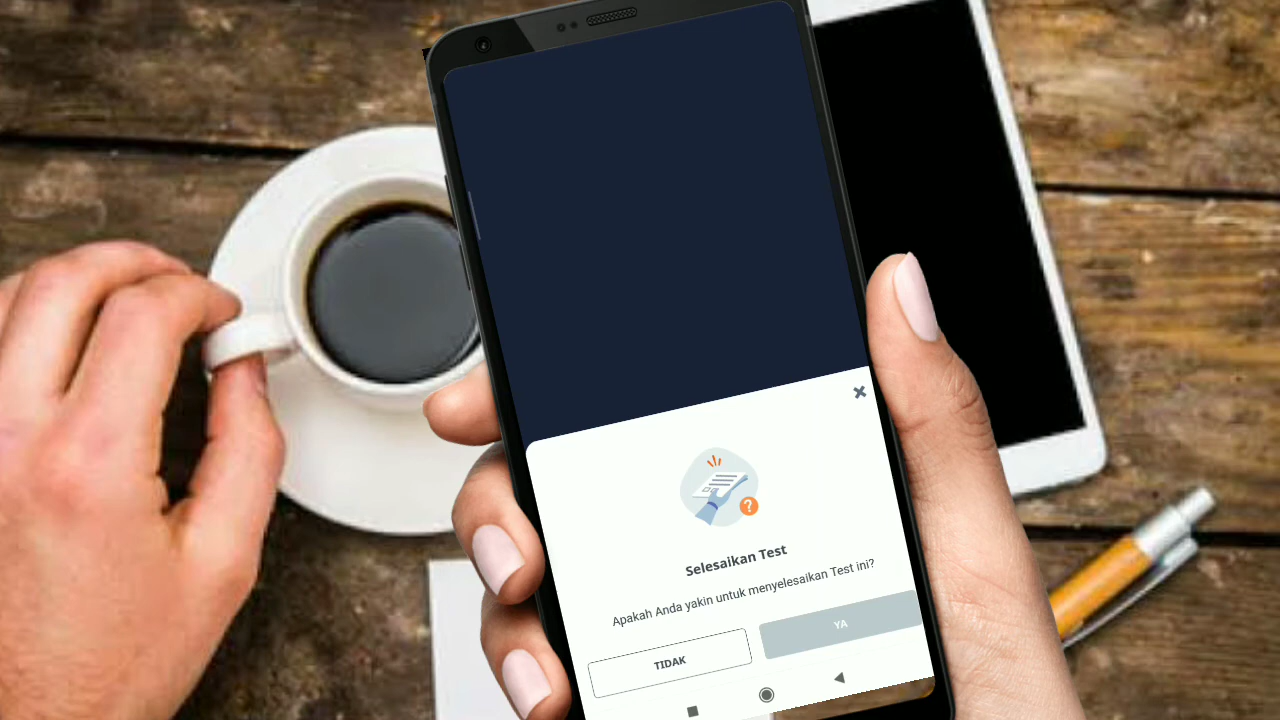 Selesaikan Test
Apakah Anda yakin untuk menyelesaikan Test ini?
TIDAK
YA